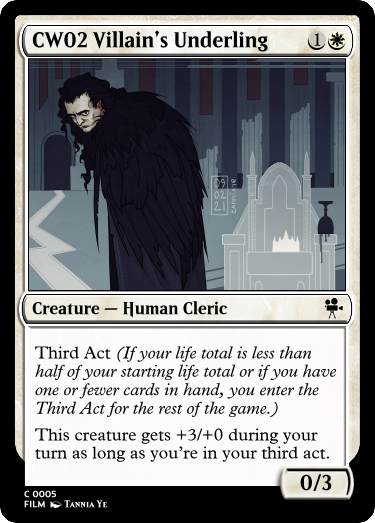 CW02 Villain's Underling 1
09
02
21
Creature — Human Cleric
Third Act (If your life total is less than
half of your starting life total or if you have
one or fewer cards in hand, you enter the
Third Act for the rest of the game.)
This creature gets +3/+0 during your
turn as long as you're in your third act.
0/3
C 0005
FILM Tannia Ye